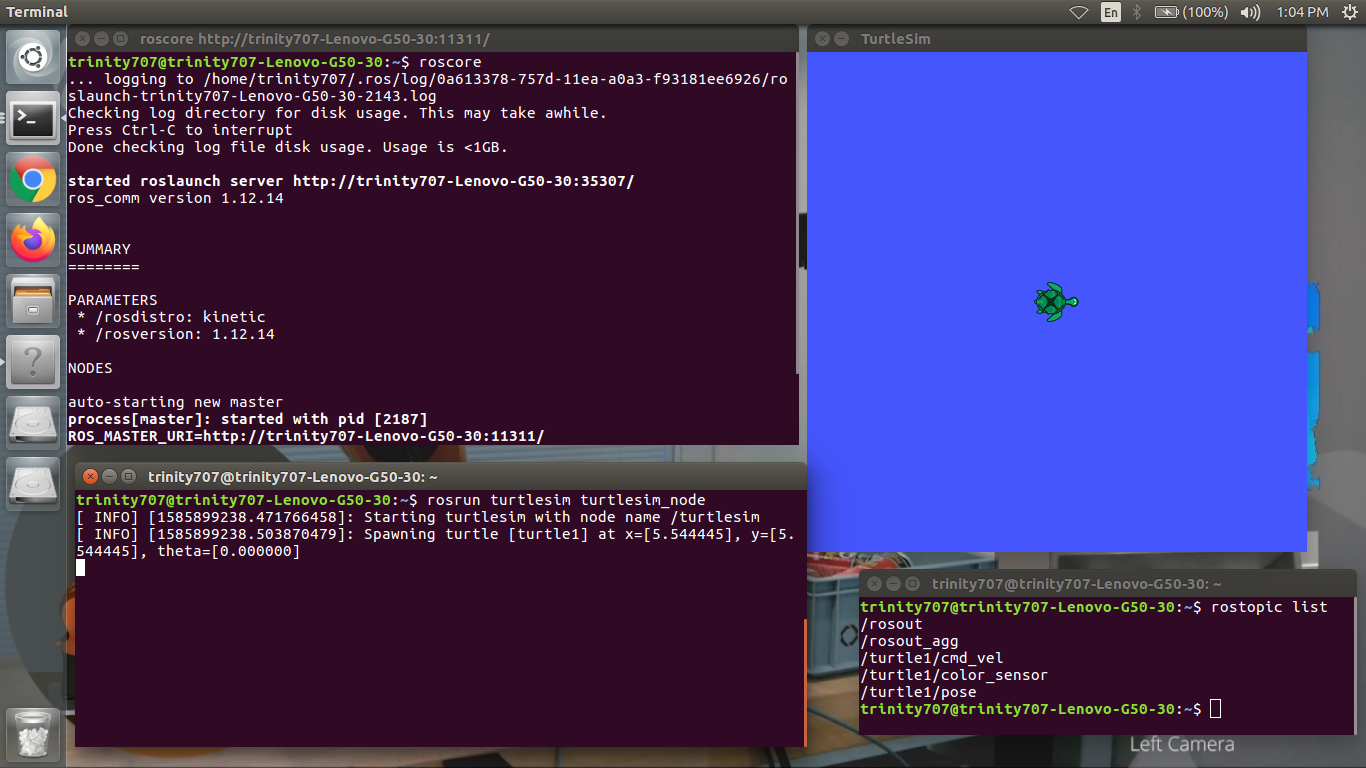 Terminal
En
(100%)
1:04 PM
roscore http://trinity707-Lenovo-G50-30:11311/
trinity707@trinity707-Lenovo-G50-30:~$ roscore
... logging to /home/trinity707/.ros/log/0a613378-757d-11ea-a0a3-f93181ee6926/ro
slaunch-trinity707-Lenovo-G50-30-2143.log
Checking log directory for disk usage. This may take awhile.
Press Ctrl-C to interrupt
Done checking log file disk usage. Usage is <1GB.
started roslaunch server http://trinity707-Lenovo-G50-30:35307/
ros_comm version 1.12.14
SUMMARY
========
PARAMETERS
* /rosdistro: kinetic
* /rosversion: 1.12.14
NODES
auto-starting new master
process[master]: started with pid [2187]
ROS_MASTER_URI=http://trinity707-Lenovo-G50-30:11311/
TurtleSim
trinity707@trinity707-Lenovo-G50-30: ~
trinity707@trinity707-Lenovo-G50-30:~$ rosrun turtlesim turtlesim_node
[ INFO] [1585899238.471766458]: Starting turtlesim with node name /turtlesim
[ INFO] [1585899238.503870479]: Spawning turtle [turtle1] at x=[5.544445], y=[5.
544445], theta=[0.000000]
trinity707@trinity707-Lenovo-G50-30: ~
trinity707@trinity707-Lenovo-G50-30:~$ rostopic list
/rosout
/rosout_agg
/turtle1/cmd_vel
/turtle1/color_sensor
/turtle1/pose
trinity707@trinity707-Lenovo-G50-30:~$
Left Camera